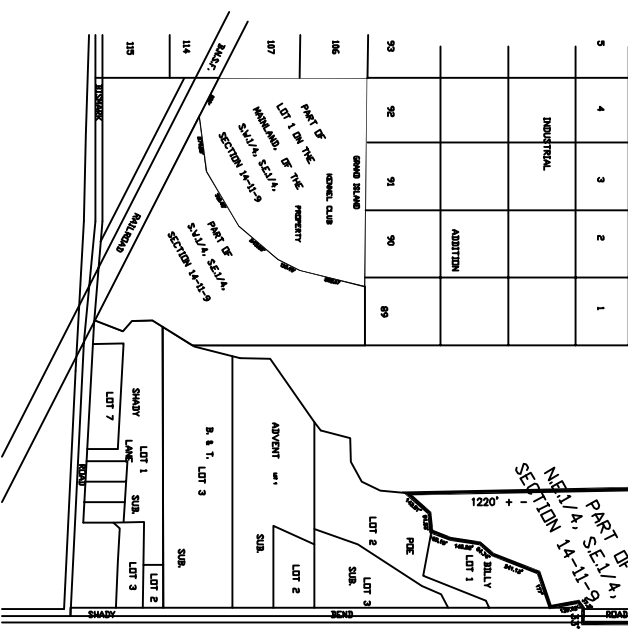 115
114
B.N.S.F.
107
106
93
5
BISMARK
PART OF
LOT 1 ON THE
MAINLAND, OF THE
S.W.1/4, S.E.1/4,
SECTION 14-11-9
92
4
INDUSTRIAL
GRAND ISLAND
KENNEL CLUB
PROPERTY
91
3
RAILROAD
PART OF
S.W.1/4, S.E.1/4,
SECTION 14-11-9
90
ADDITION
2
89
1
LOT 7
SHADY
LANE
SUB.
LOT 1
ROAD
B. & T.
LOT 3
SUB.
ADVENT
SUB.
LOT 2
LOT 3
LOT 2
LOT 2
POE
SUB.
LOT 3
BILLY
LOT 1
1220' + -
PART OF
N.E.1/4, S.E.1/4,
SECTION 14-11-9
33'
SHADY
BEND
ROAD